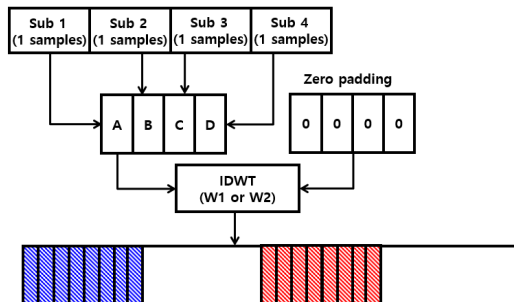 Sub 1 Sub 2 Sub 3 Sub 4
(1 samples) (1 samples) (1 samples) (1 samples)
Zero padding
A B C D
0 0 0 0
IDWT
(W1 or W2)